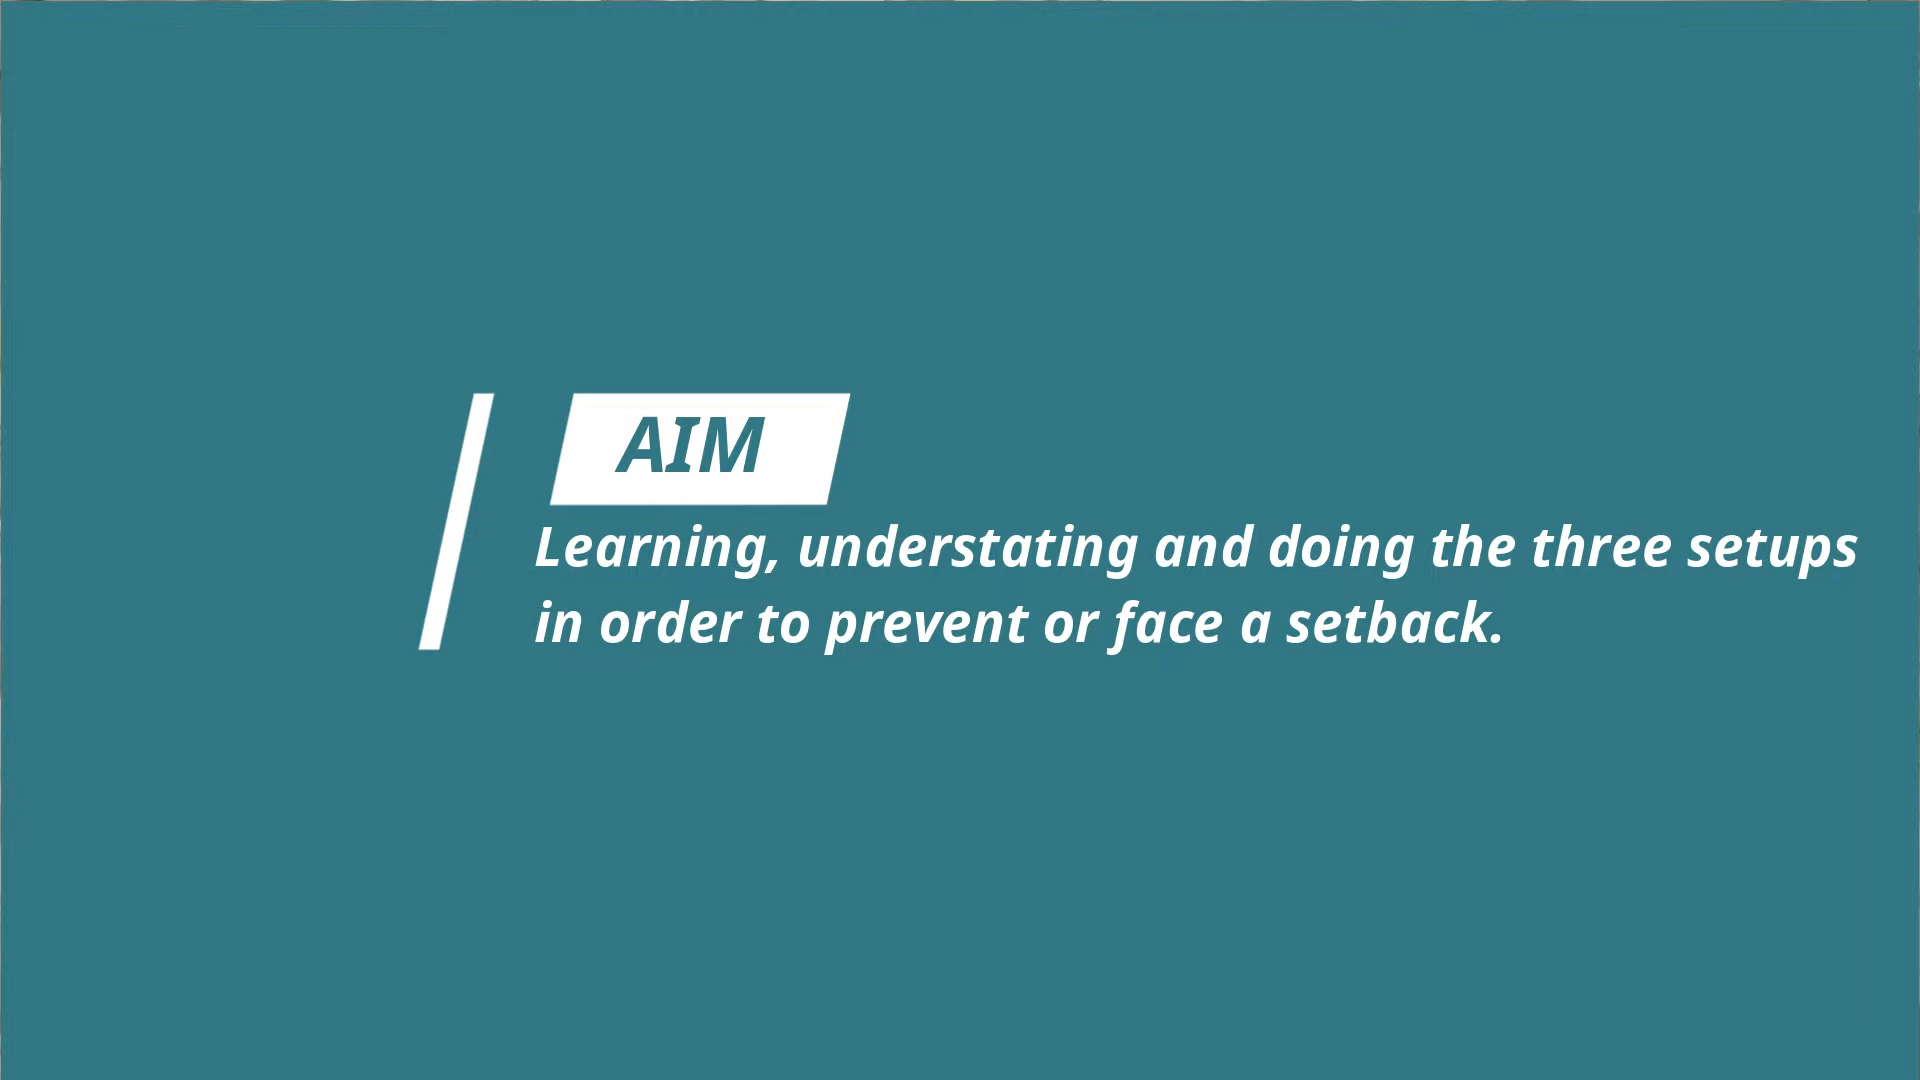 AIM
Learning, understating and doing the three setups
in order to prevent or face a setback.